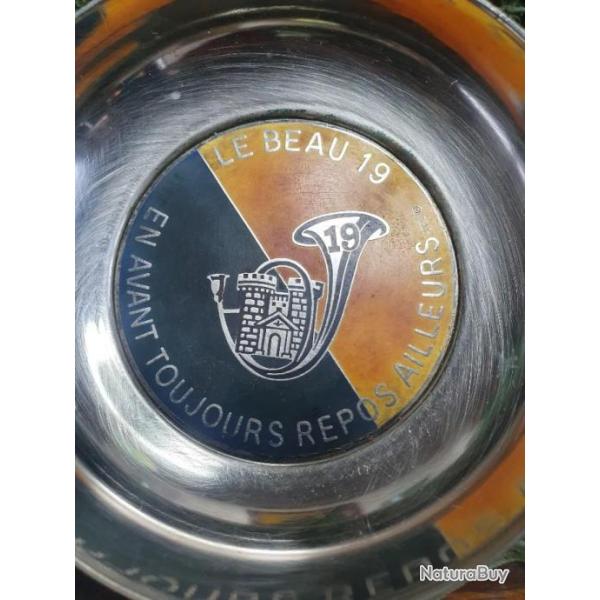 LE BEAU 19
19
EN AVANT TOUJOURS REPOS AILLEURS
NaturaBuy